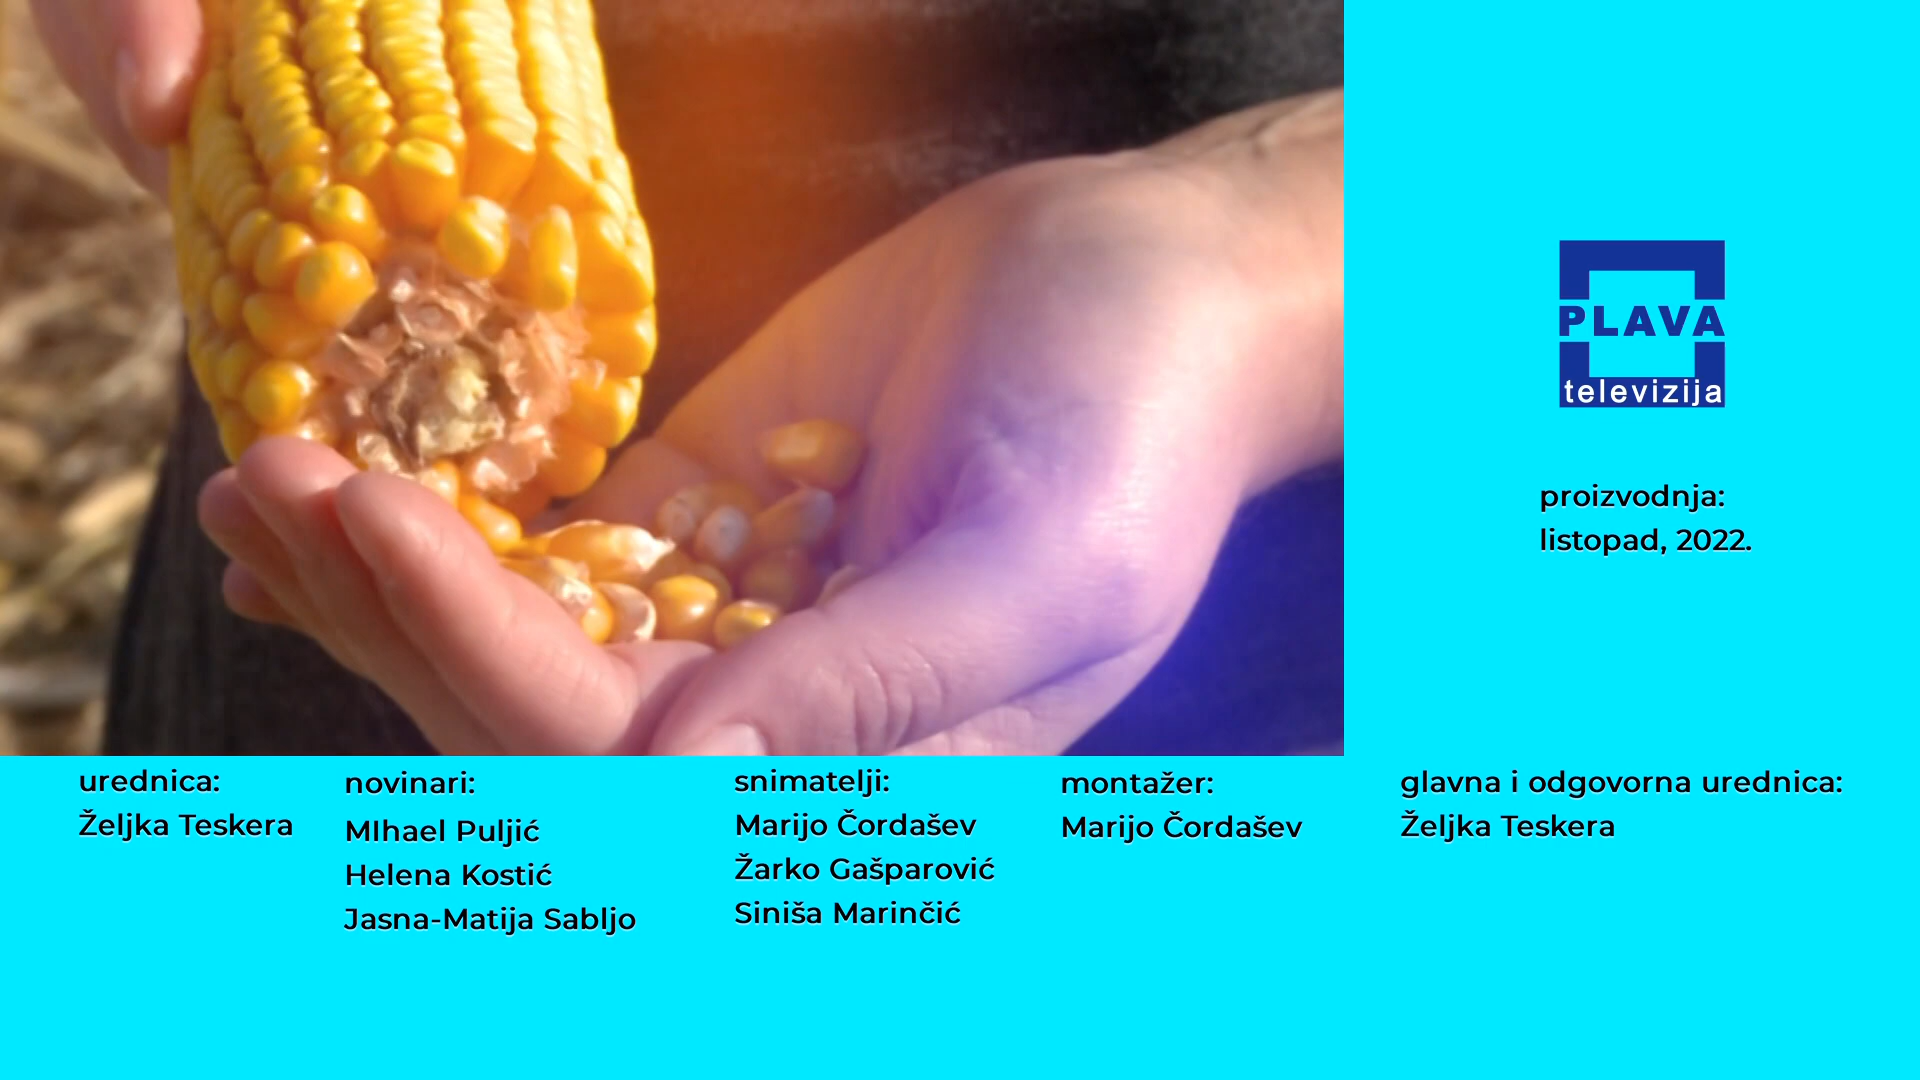 PLAVA
televizija
proizvodnja:
listopad, 2022.
urednica:
Željka Teskera
novinari:
MIhael Puljić
Helena Kostić
Jasna-Matija Sabljo
snimatelji:
Marijo Čordašev
Žarko Gašparović
Siniša Marinčić
montažer:
Marijo Čordašev
glavna i odgovorna urednica:
Željka Teskera